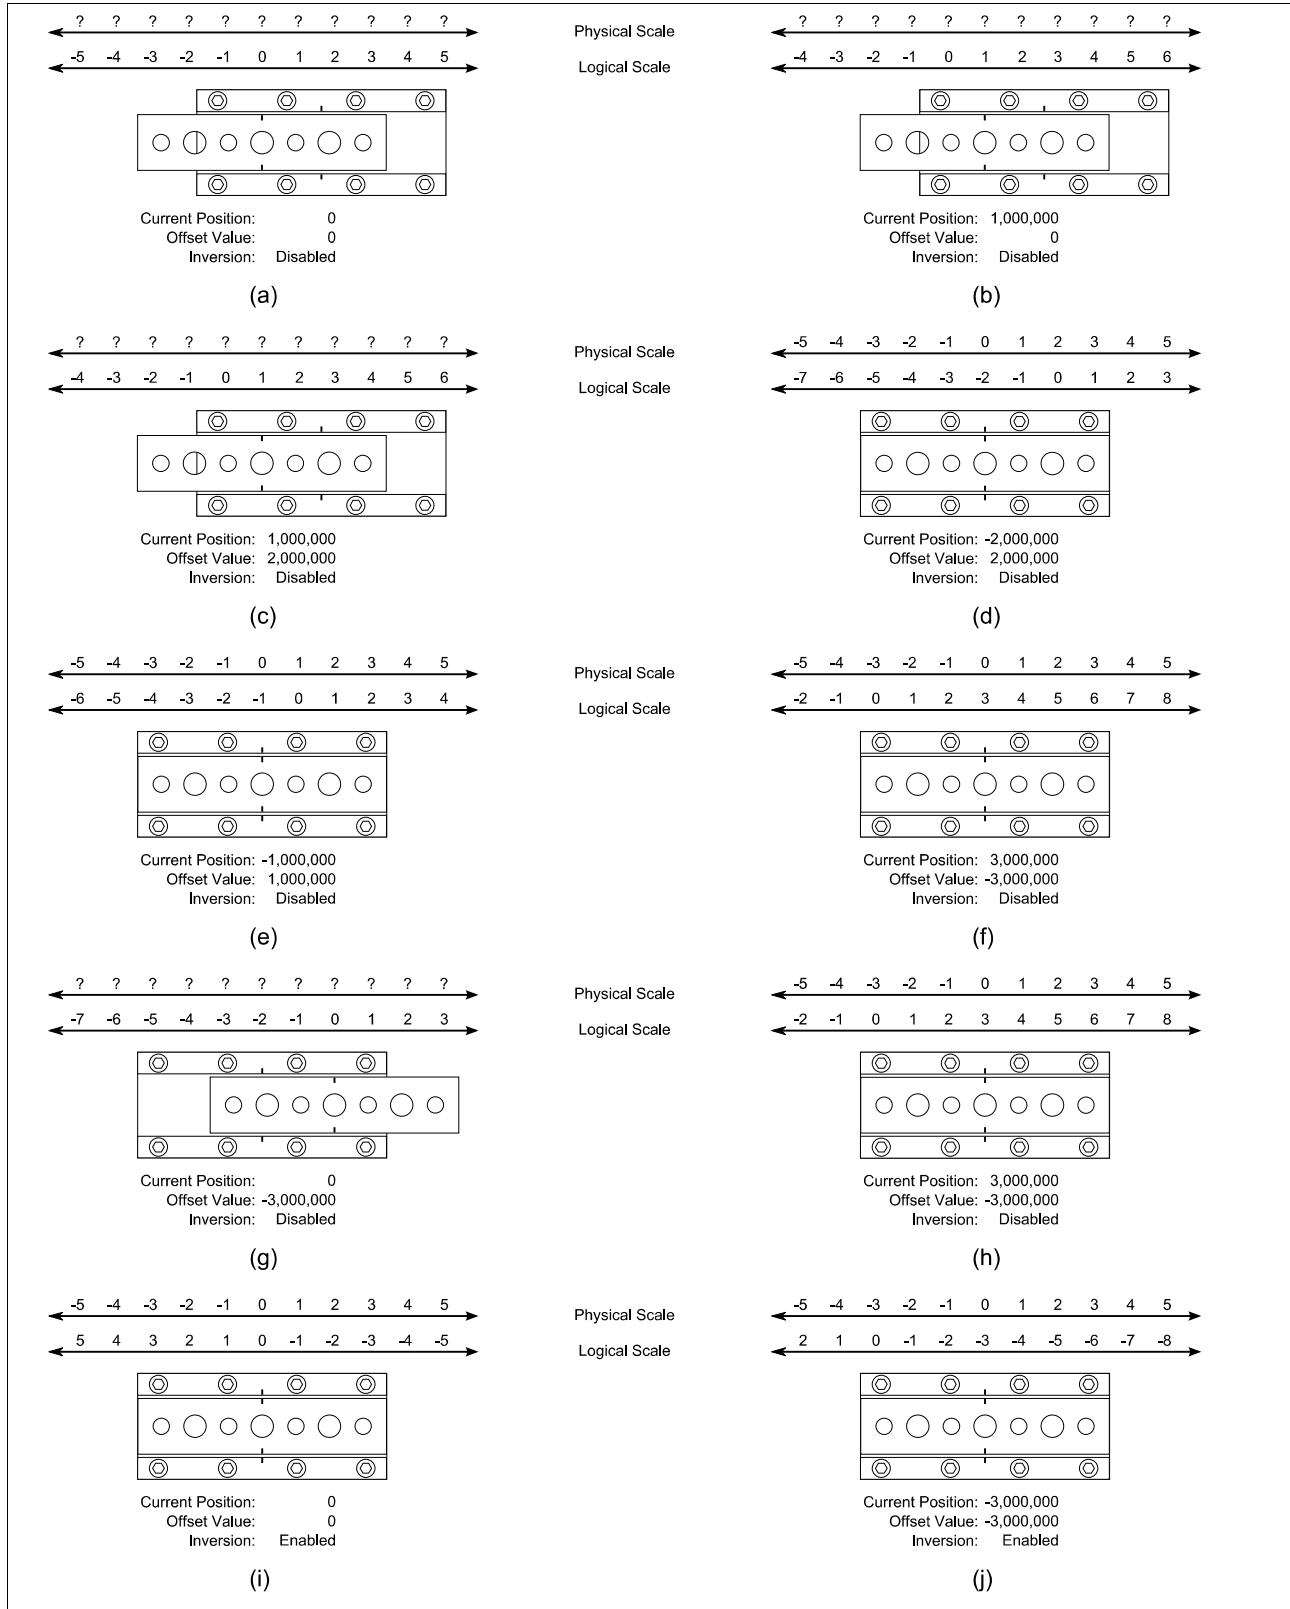 ? ? ? ? ? ? ? ? ? ? ? Physical Scale ? ? ? ? ? ? ? ? ? ? ?
-5 -4 -3 -2 -1 0 1 2 3 4 5 Logical Scale -4 -3 -2 -1 0 1 2 3 4 5 6
Current Position: 0 Current Position: 1,000,000
Offset Value: 0 Offset Value: 0
Inversion: Disabled Inversion: Disabled
(a) (b)
? ? ? ? ? ? ? ? ? ? ? Physical Scale -5 -4 -3 -2 -1 0 1 2 3 4 5
-4 -3 -2 -1 0 1 2 3 4 5 6 Logical Scale -7 -6 -5 -4 -3 -2 -1 0 1 2 3
Current Position: 1,000,000 Current Position: -2,000,000
Offset Value: 2,000,000 Offset Value: 2,000,000
Inversion: Disabled Inversion: Disabled
(c) (d)
-5 -4 -3 -2 -1 0 1 2 3 4 5 Physical Scale -5 -4 -3 -2 -1 0 1 2 3 4 5
-6 -5 -4 -3 -2 -1 0 1 2 3 4 Logical Scale -2 -1 0 1 2 3 4 5 6 7 8
Current Position: -1,000,000 Current Position: 3,000,000
Offset Value: 1,000,000 Offset Value: -3,000,000
Inversion: Disabled Inversion: Disabled
(e) (f)
? ? ? ? ? ? ? ? ? ? ? Physical Scale -5 -4 -3 -2 -1 0 1 2 3 4 5
-7 -6 -5 -4 -3 -2 -1 0 1 2 3 Logical Scale -2 -1 0 1 2 3 4 5 6 7 8
Current Position: 0 Current Position: 3,000,000
Offset Value: -3,000,000 Offset Value: -3,000,000
Inversion: Disabled Inversion: Disabled
(g) (h)
-5 -4 -3 -2 -1 0 1 2 3 4 5 Physical Scale -5 -4 -3 -2 -1 0 1 2 3 4 5
5 4 3 2 1 0 -1 -2 -3 -4 -5 Logical Scale 2 1 0 -1 -2 -3 -4 -5 -6 -7 -8
Current Position: 0 Current Position: -3,000,000
Offset Value: 0 Offset Value: -3,000,000
Inversion: Enabled Inversion: Enabled
(i) (j)